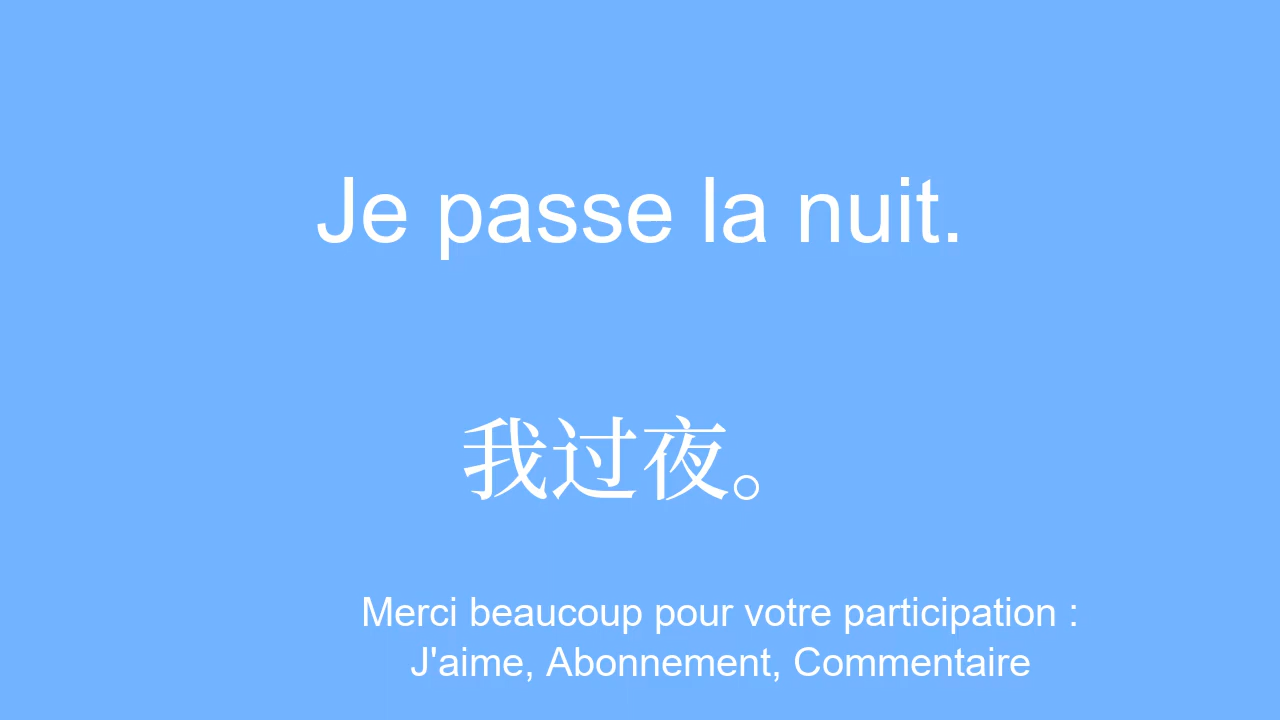 Je passe la nuit.
我过夜。
Merci beaucoup pour votre participation :
J'aime, Abonnement, Commentaire